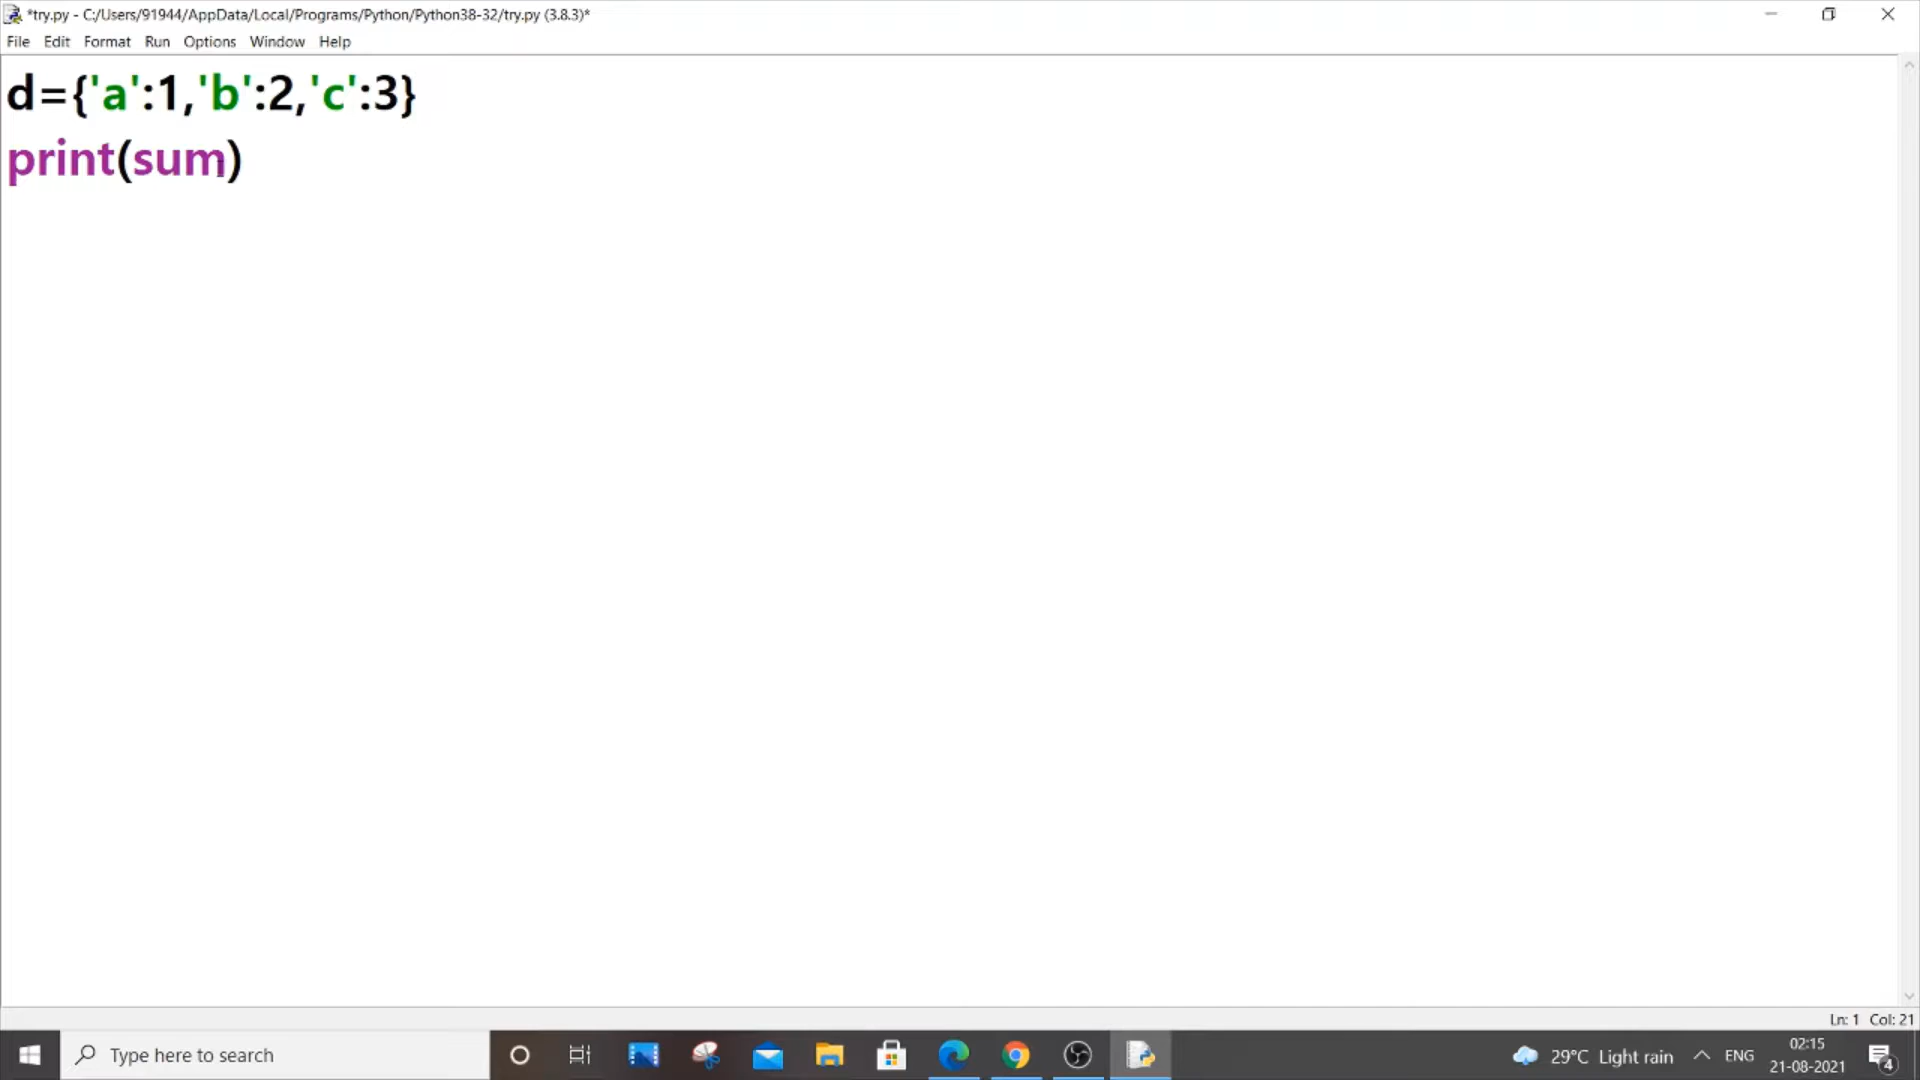 *try.py - C:/Users/91944/AppData/Local/Programs/Python/Python38-32/try.py (3.8.3)*
File Edit Format Run Options Window Help
d={'a':1,'b':2,'c':3}
print(sum)
Ln: 1 Col: 21
Type here to search
29°C Light rain
ENG
02:15
21-08-2021
4